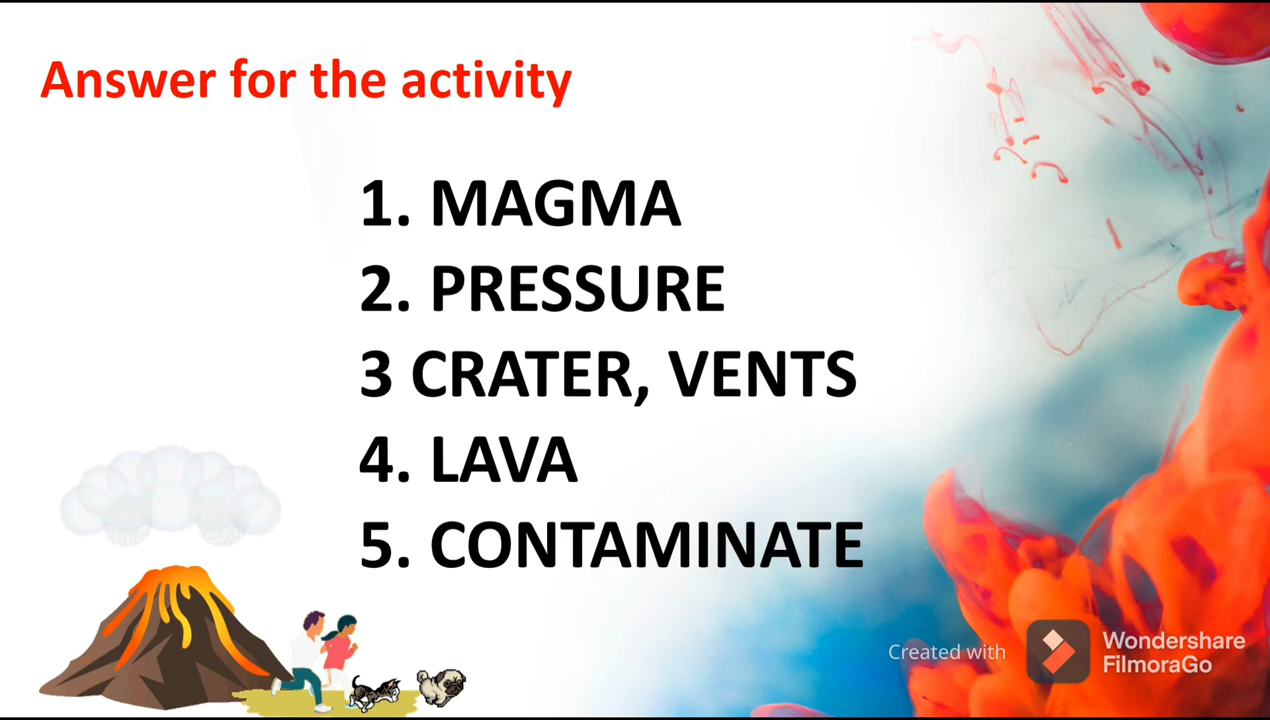 Answer for the activity
1. MAGMA
2. PRESSURE
3 CRATER, VENTS
4. LAVA
5. CONTAMINATE
Created with
Wondershare
FilmoraGo